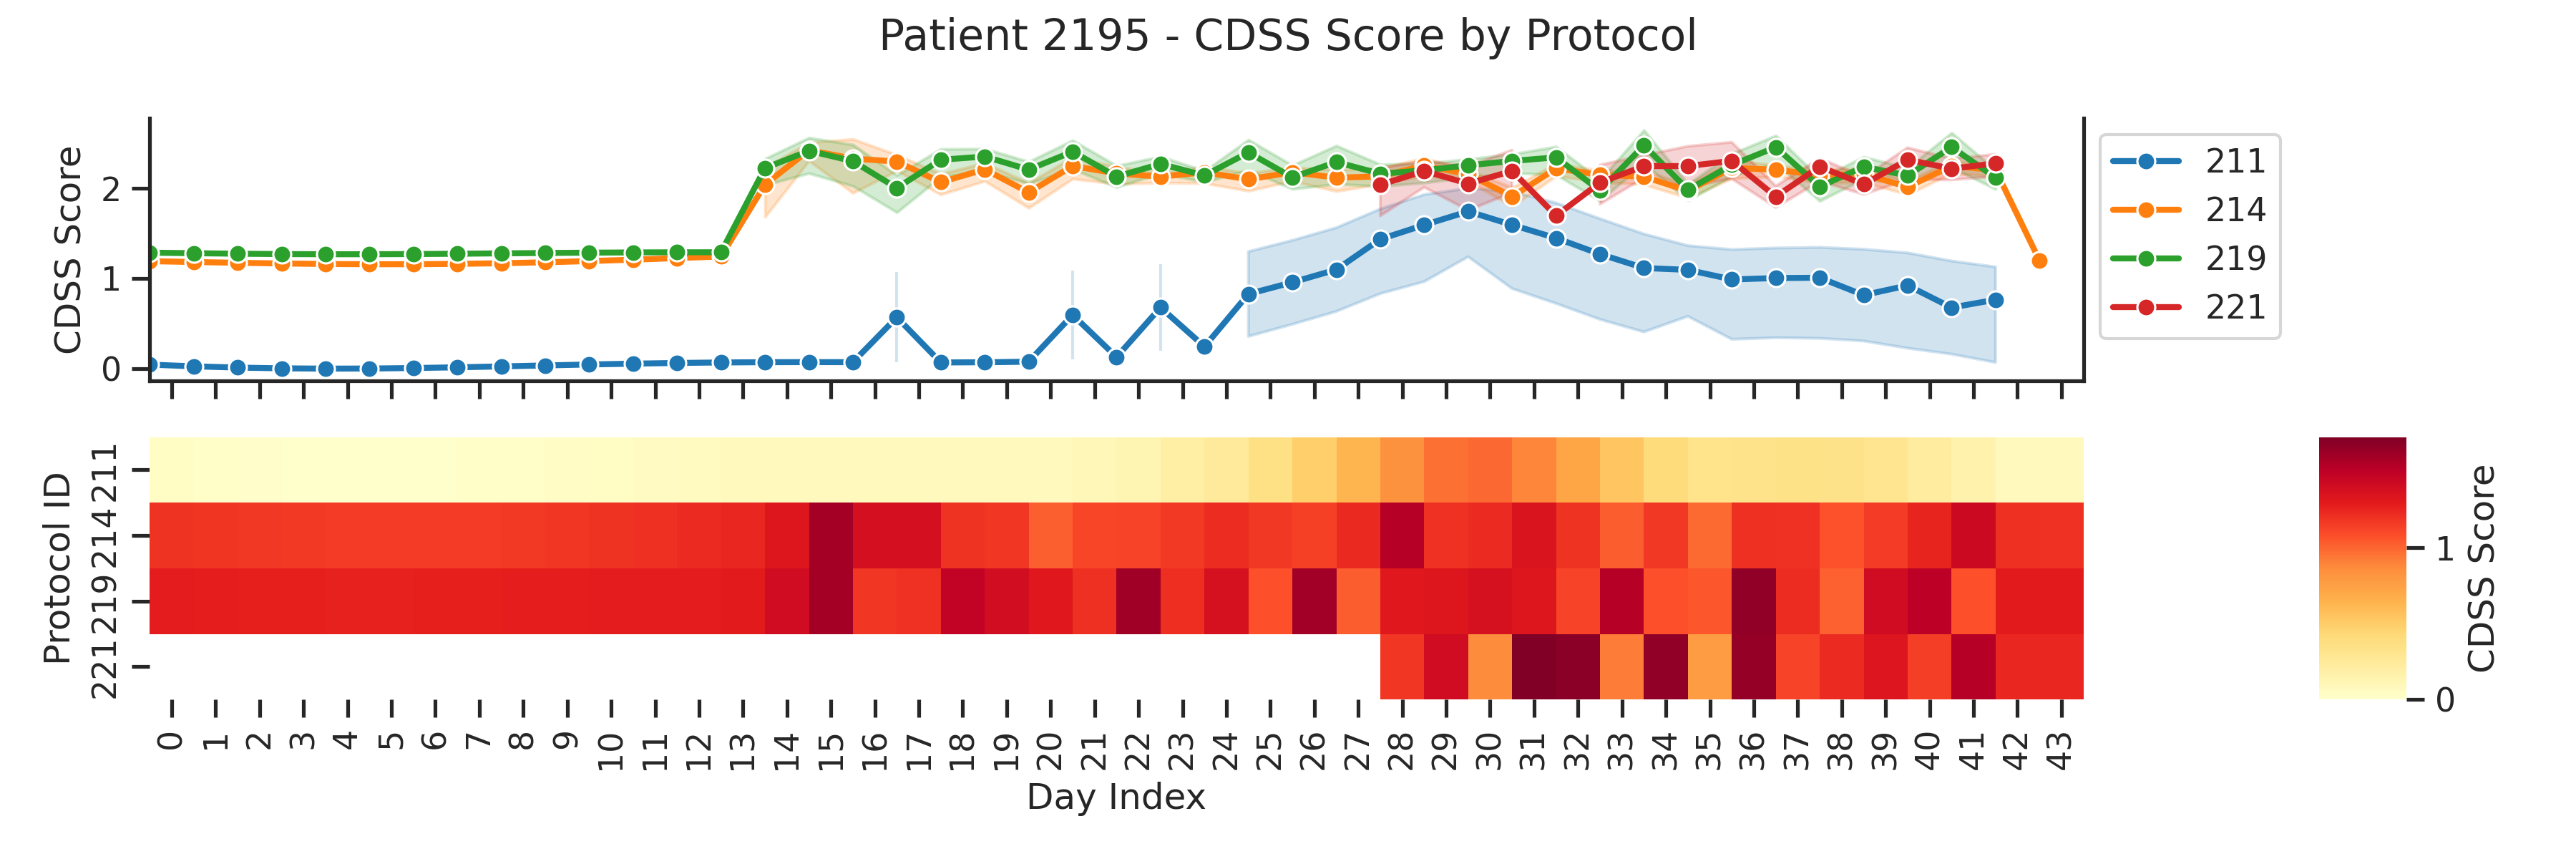 Patient 2195 - CDSS Score by Protocol
CDSS Score
2
1
0
211
214
219
221
Protocol ID
211
214
219
221
0 1 2 3 4 5 6 7 8 9 10 11 12 13 14 15 16 17 18 19 20 21 22 23 24 25 26 27 28 29 30 31 32 33 34 35 36 37 38 39 40 41 42 43
Day Index
1
0
CDSS Score